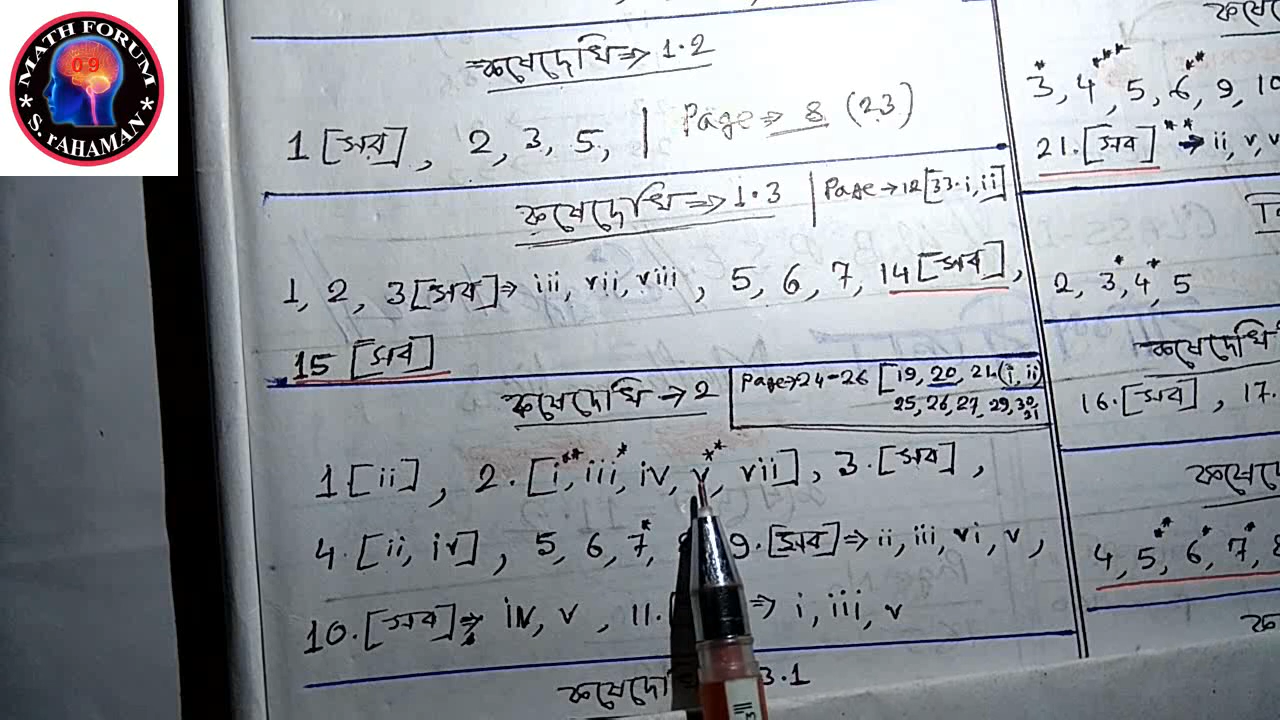 MATH FORUM
09
* S. rAHAMAN *
কষেদেখি ⇒ 1.2
1 [সব], 2, 3, 5, | Page ⇒ 8 (23)
কষেদেখি ⇒ 1.3 | Page → 12 [33. i, ii]
1, 2, 3 [সব] ⇒ iii, vii, viii, 5, 6, 7, 14 [সব],
15 [সব]
কষেদেখি → 2
Page → 24-26 [19, 20, 21. (i, ii)
25, 26, 27, 29, 30, 31
1 [ii], 2. [i**, iii*, iv, v**, vii], 3. [সব],
4. [ii, iv], 5, 6, 7*, 9. [সব] ⇒ ii, iii, vi, v,
10. [সব] ⇒ iv, v, 11. [ ⇒ i, iii, v
3.1
3*, 4***, 5, 6**, 9, 10
21. [সব]** → ii, v, v
2, 3*, 4*, 5
কষেদেখি
16. [সব], 17.
4, 5*, 6*, 7*, 8